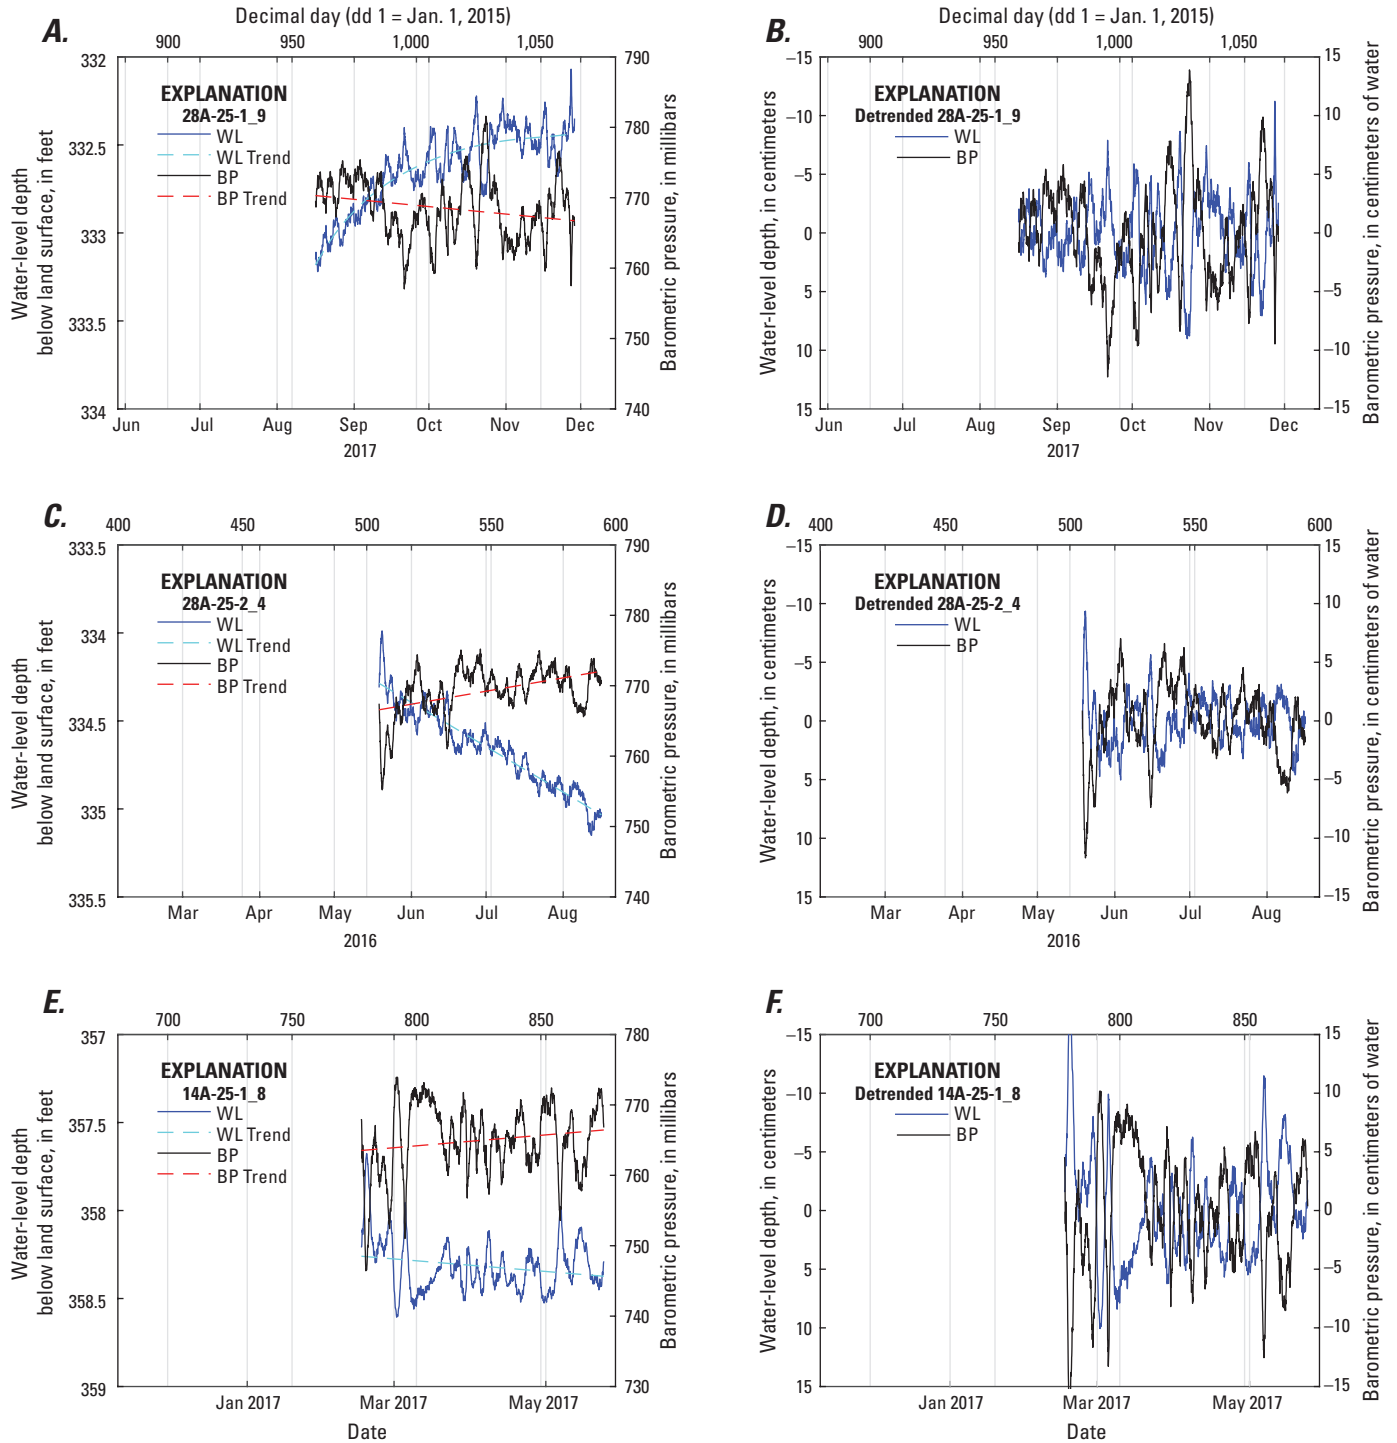 A.
Decimal day (dd 1 = Jan. 1, 2015)
900 950 1,000 1,050
332
332.5
333
333.5
334
Water-level depth
below land surface, in feet
EXPLANATION
28A-25-1_9
WL
WL Trend
BP
BP Trend
790
780
770
760
750
740
Barometric pressure, in millibars
Jun Jul Aug Sep Oct Nov Dec
2017
B.
Decimal day (dd 1 = Jan. 1, 2015)
900 950 1,000 1,050
−15
−10
−5
0
5
10
15
Water-level depth, in centimeters
EXPLANATION
Detrended 28A-25-1_9
WL
BP
15
10
5
0
−5
−10
−15
Barometric pressure, in centimeters of water
Jun Jul Aug Sep Oct Nov Dec
2017
C.
400 450 500 550 600
333.5
334
334.5
335
335.5
Water-level depth
below land surface, in feet
EXPLANATION
28A-25-2_4
WL
WL Trend
BP
BP Trend
790
780
770
760
750
740
Barometric pressure, in millibars
Mar Apr May Jun Jul Aug
2016
D.
400 450 500 550 600
−15
−10
−5
0
5
10
15
Water-level depth, in centimeters
EXPLANATION
Detrended 28A-25-2_4
WL
BP
15
10
5
0
−5
−10
−15
Barometric pressure, in centimeters of water
Mar Apr May Jun Jul Aug
2016
E.
700 750 800 850
357
357.5
358
358.5
359
Water-level depth
below land surface, in feet
EXPLANATION
14A-25-1_8
WL
WL Trend
BP
BP Trend
780
770
760
750
740
730
Barometric pressure, in millibars
Jan 2017 Mar 2017 May 2017
Date
F.
700 750 800 850
−15
−10
−5
0
5
10
15
Water-level depth, in centimeters
EXPLANATION
Detrended 14A-25-1_8
WL
BP
15
10
5
0
−5
−10
−15
Barometric pressure, in centimeters of water
Jan 2017 Mar 2017 May 2017
Date